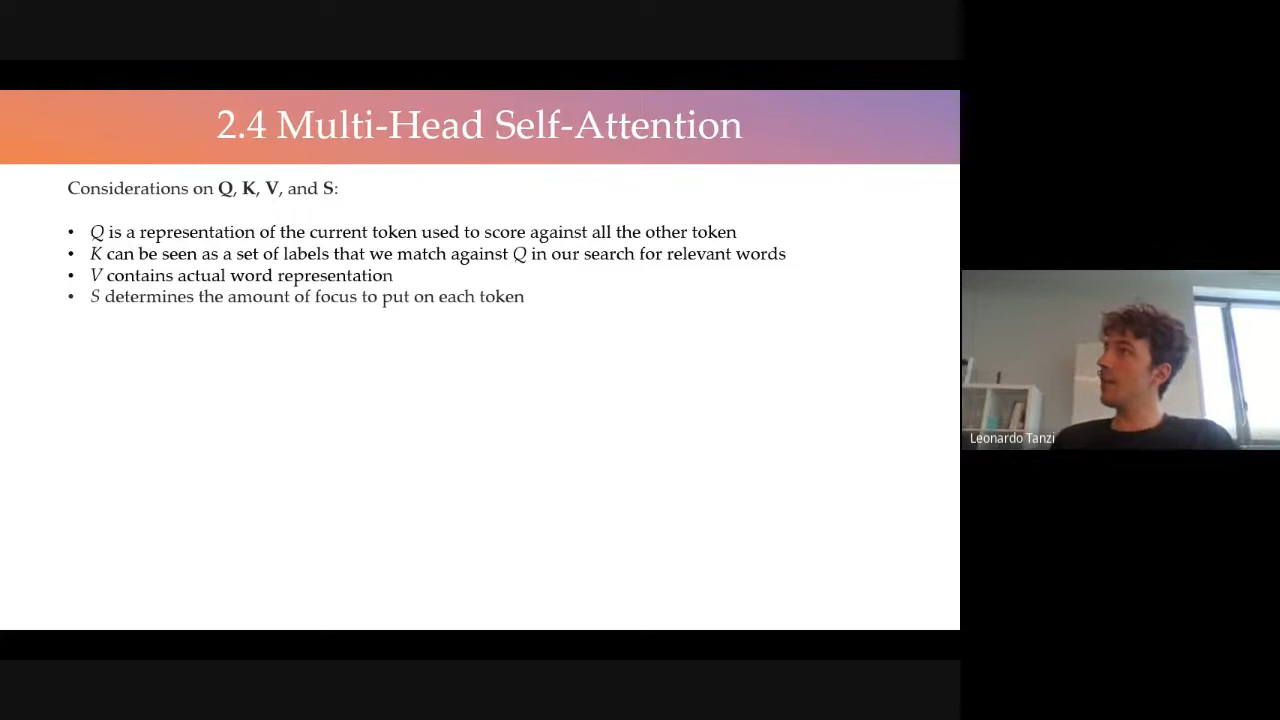 2.4 Multi-Head Self-Attention
Considerations on Q, K, V, and S:
• Q is a representation of the current token used to score against all the other token
• K can be seen as a set of labels that we match against Q in our search for relevant words
• V contains actual word representation
• S determines the amount of focus to put on each token
Leonardo Tanzi